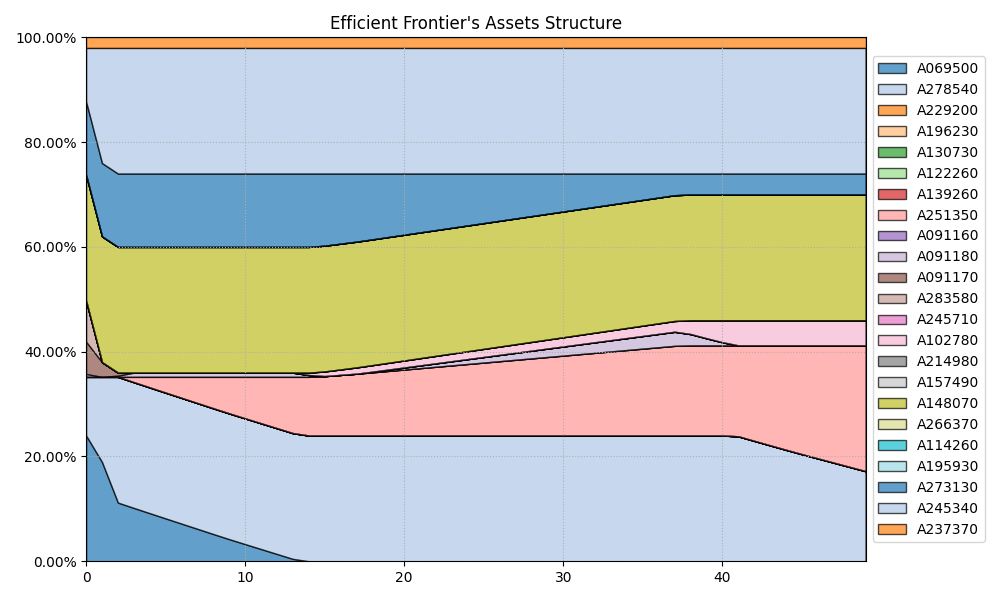 Efficient Frontier's Assets Structure
100.00%
80.00%
60.00%
40.00%
20.00%
0.00%
0
10
20
30
40
A069500
A278540
A229200
A196230
A130730
A122260
A139260
A251350
A091160
A091180
A091170
A283580
A245710
A102780
A214980
A157490
A148070
A266370
A114260
A195930
A273130
A245340
A237370